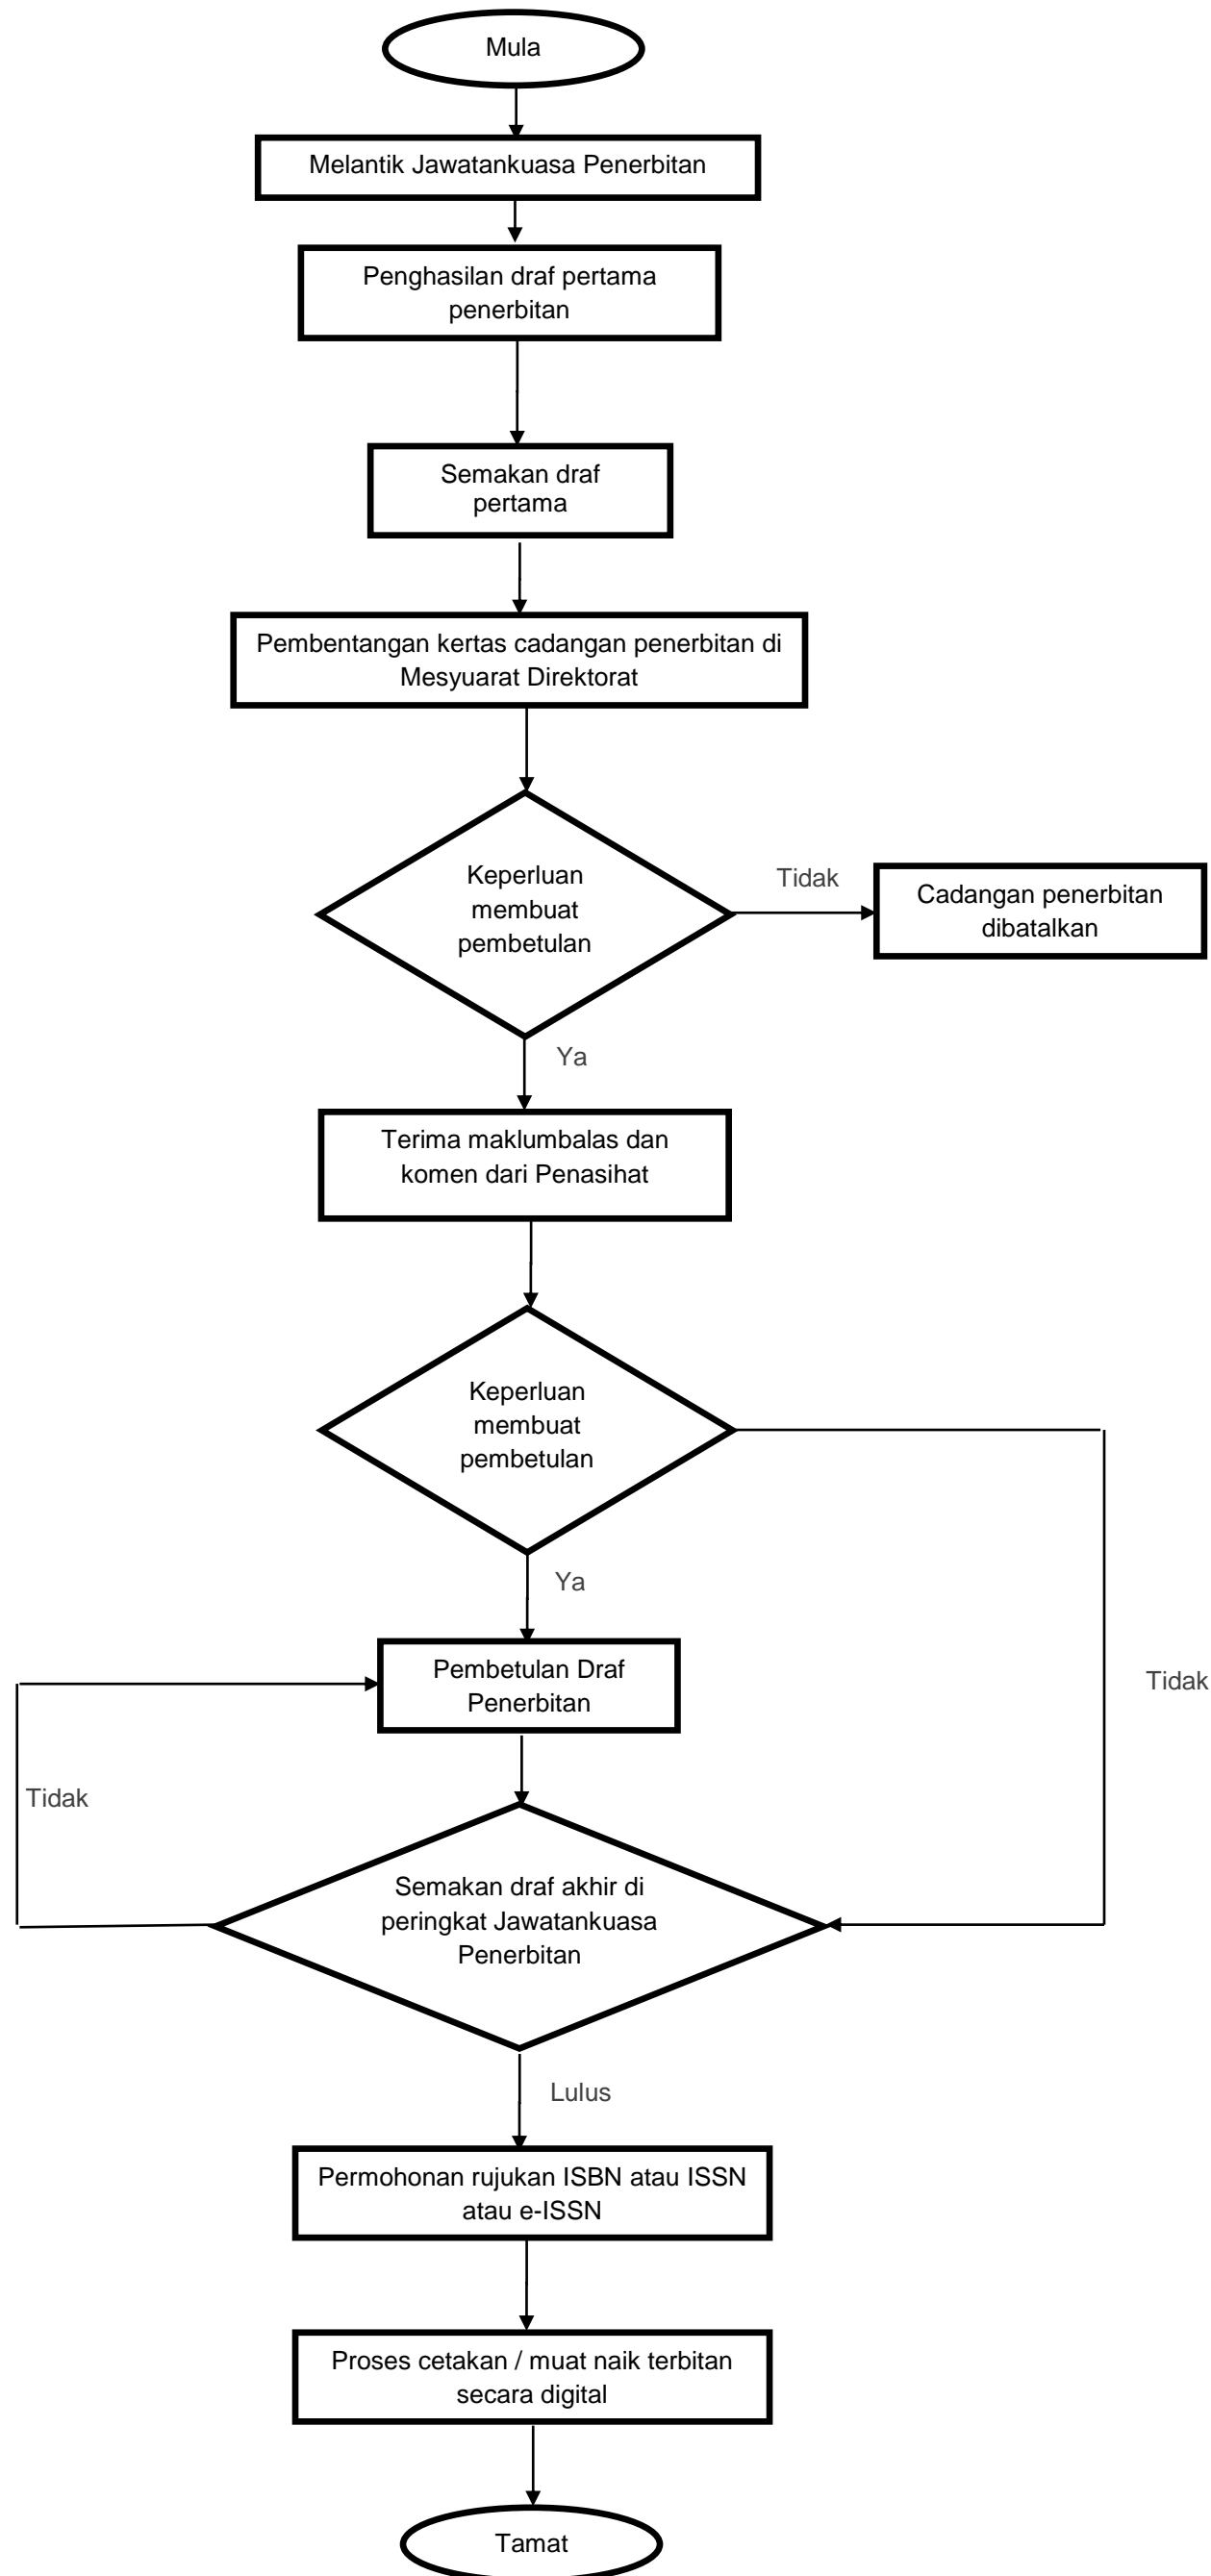 Mula
Melantik Jawatankuasa Penerbitan
Penghasilan draf pertama
penerbitan
Semakan draf
pertama
Pembentangan kertas cadangan penerbitan di
Mesyuarat Direktorat
Keperluan
membuat
pembetulan
Tidak
Cadangan penerbitan
dibatalkan
Ya
Terima maklumbalas dan
komen dari Penasihat
Keperluan
membuat
pembetulan
Ya
Pembetulan Draf
Penerbitan
Tidak
Tidak
Semakan draf akhir di
peringkat Jawatankuasa
Penerbitan
Lulus
Permohonan rujukan ISBN atau ISSN
atau e-ISSN
Proses cetakan / muat naik terbitan
secara digital
Tamat